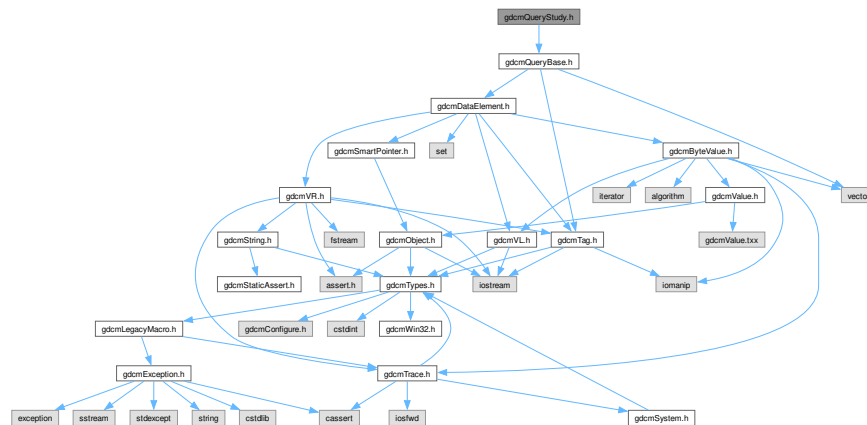 gdcmQueryStudy.h
gdcmQueryBase.h
gdcmDataElement.h
gdcmSmartPointer.h
set
gdcmByteValue.h
gdcmVR.h
iterator
algorithm
gdcmValue.h
vector
gdcmString.h
fstream
gdcmObject.h
gdcmVL.h
gdcmTag.h
gdcmValue.txx
gdcmStaticAssert.h
assert.h
gdcmTypes.h
iostream
iomanip
gdcmLegacyMacro.h
gdcmConfigure.h
cstdint
gdcmWin32.h
gdcmException.h
gdcmTrace.h
exception
sstream
stdexcept
string
cstdlib
cassert
iosfwd
gdcmSystem.h